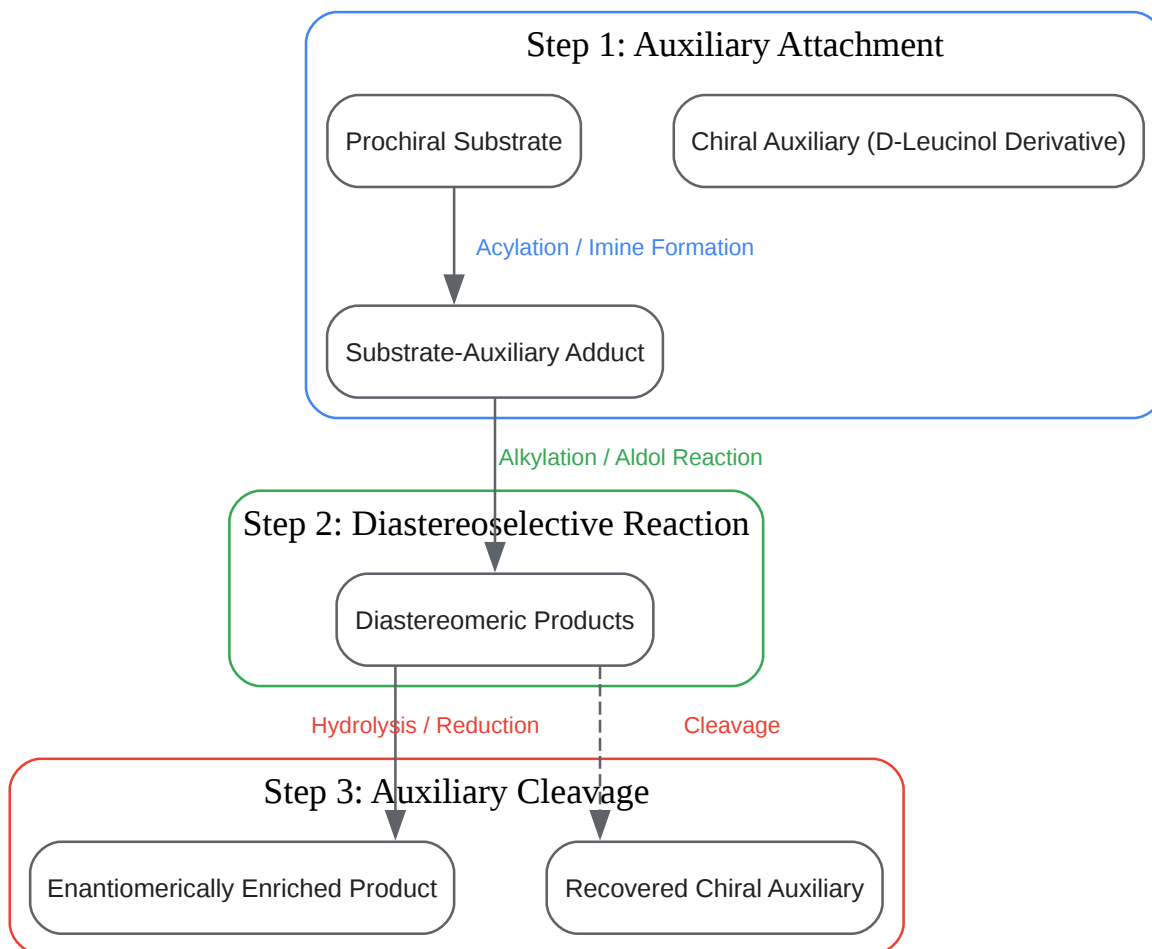 Step 1: Auxiliary Attachment
Prochiral Substrate
Chiral Auxiliary (D-Leucinol Derivative)
Acylation / Imine Formation
Substrate-Auxiliary Adduct
Alkylation / Aldol Reaction
Step 2: Diastereoselective Reaction
Diastereomeric Products
Hydrolysis / Reduction
Cleavage
Step 3: Auxiliary Cleavage
Enantiomerically Enriched Product
Recovered Chiral Auxiliary